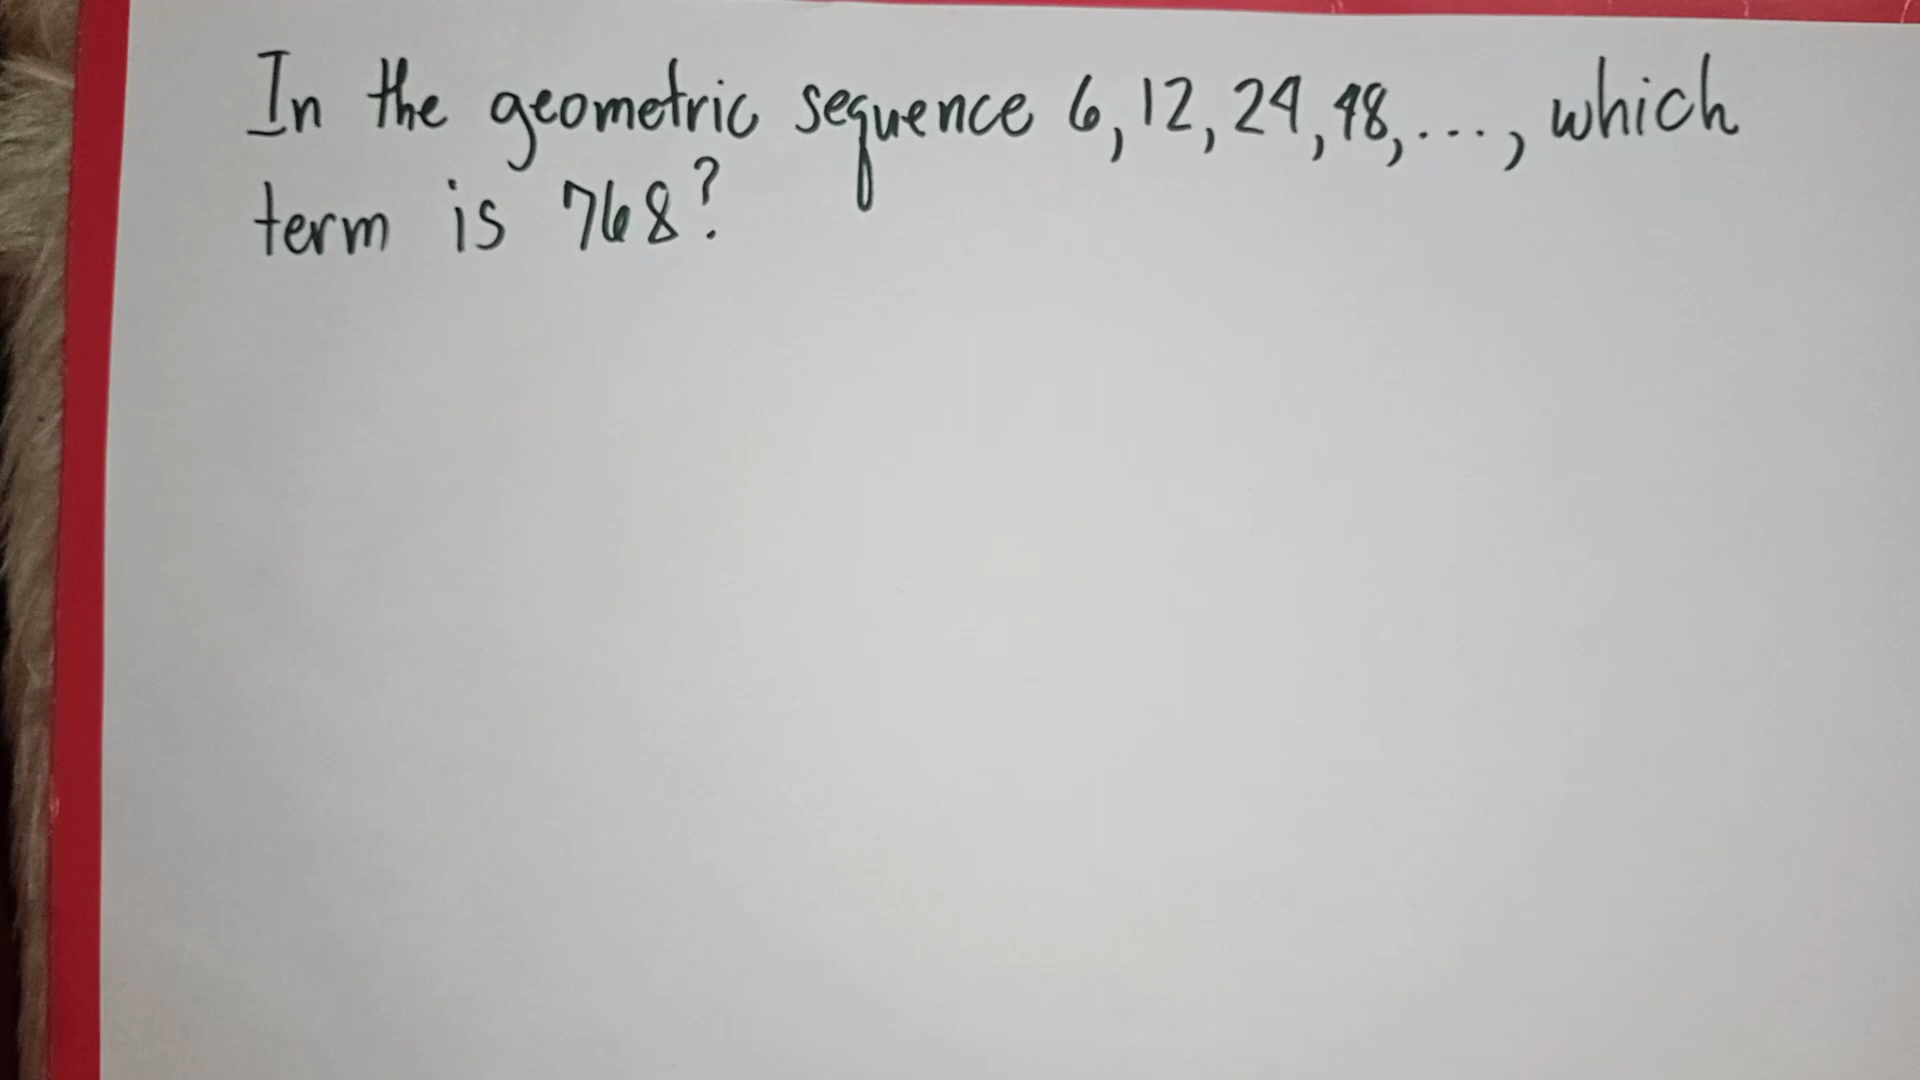 In the geometric sequence 6, 12, 24, 48, ..., which
term is 768?